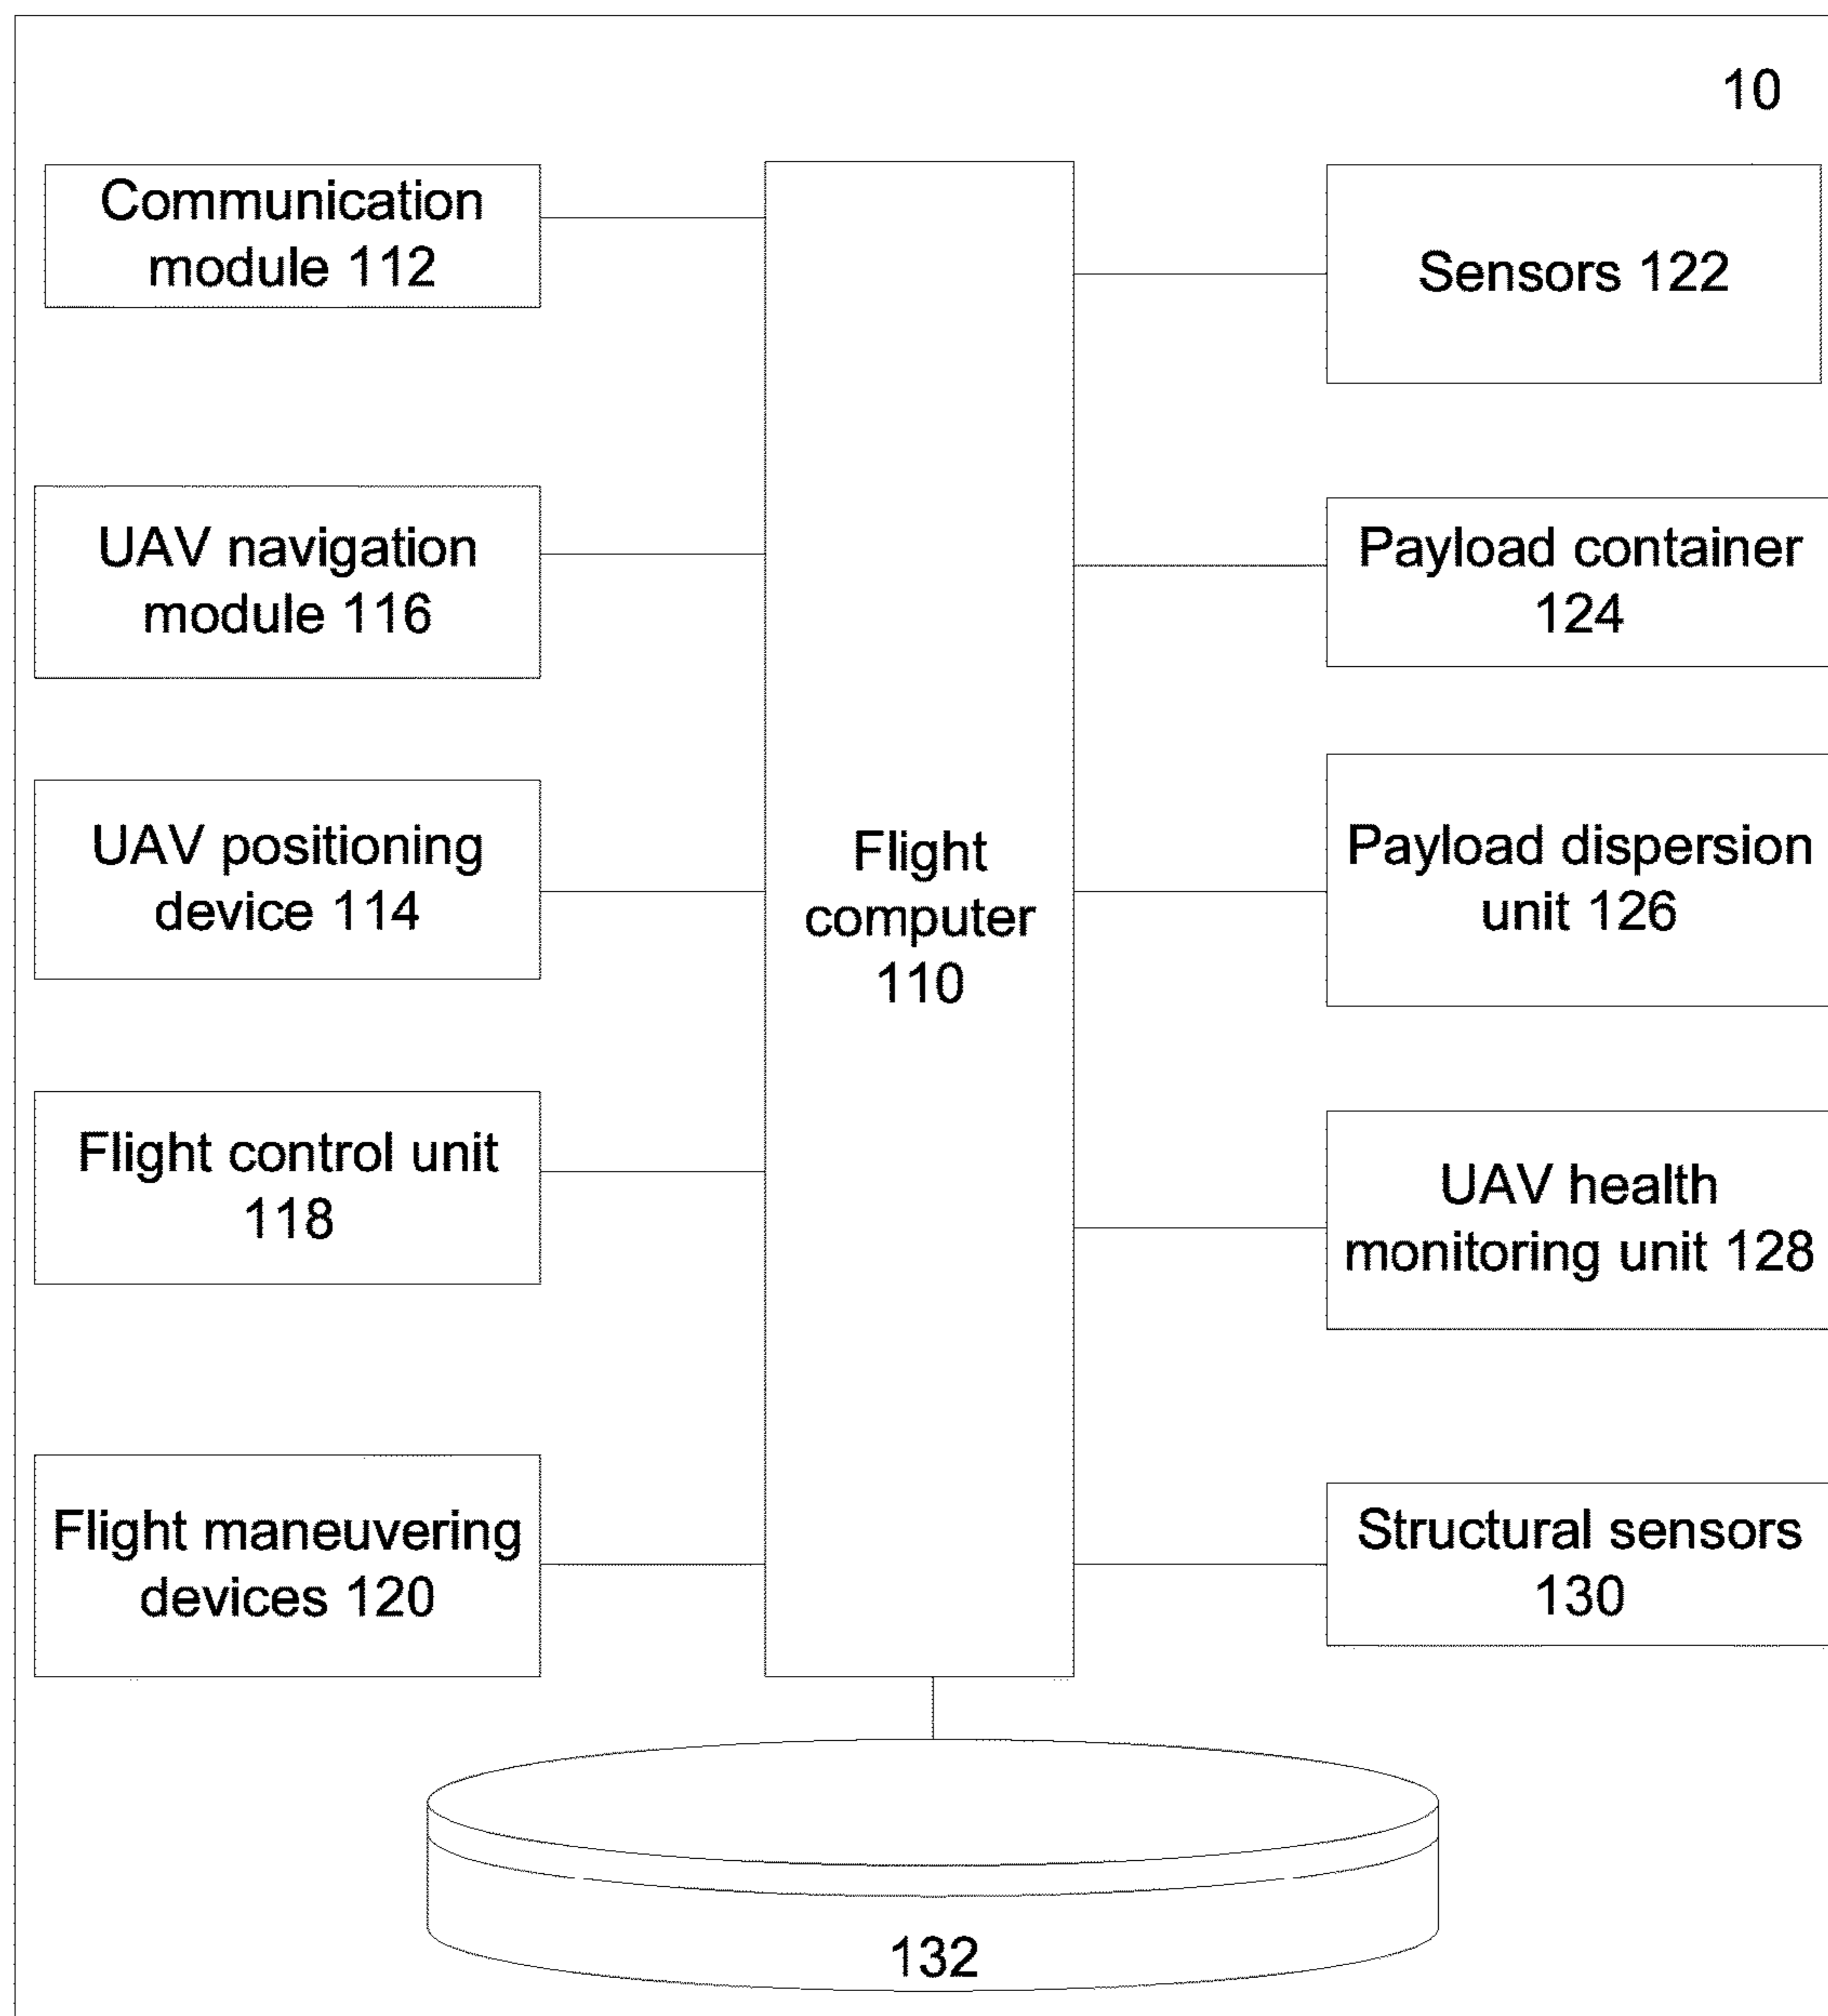 10
Communication
module 112
UAV navigation
module 116
UAV positioning
device 114
Flight control unit
118
Flight maneuvering
devices 120
Flight
computer
110
Sensors 122
Payload container
124
Payload dispersion
unit 126
UAV health
monitoring unit 128
Structural sensors
130
132